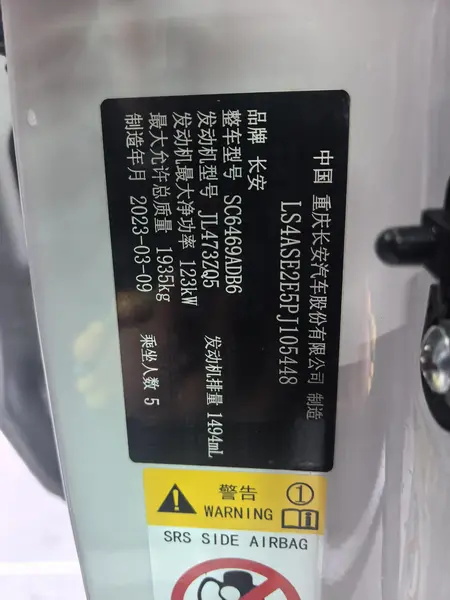 中国 重庆长安汽车股份有限公司 制造
LS4ASE2E5PJ105448
品牌 长安
整车型号 SC6469ADB6
发动机型号 JL473ZQ5 发动机排量 1494mL
发动机最大净功率 123kW
最大允许总质量 1935kg 乘坐人数 5
制造年月 2023-03-09
警告
WARNING
1
SRS SIDE AIRBAG